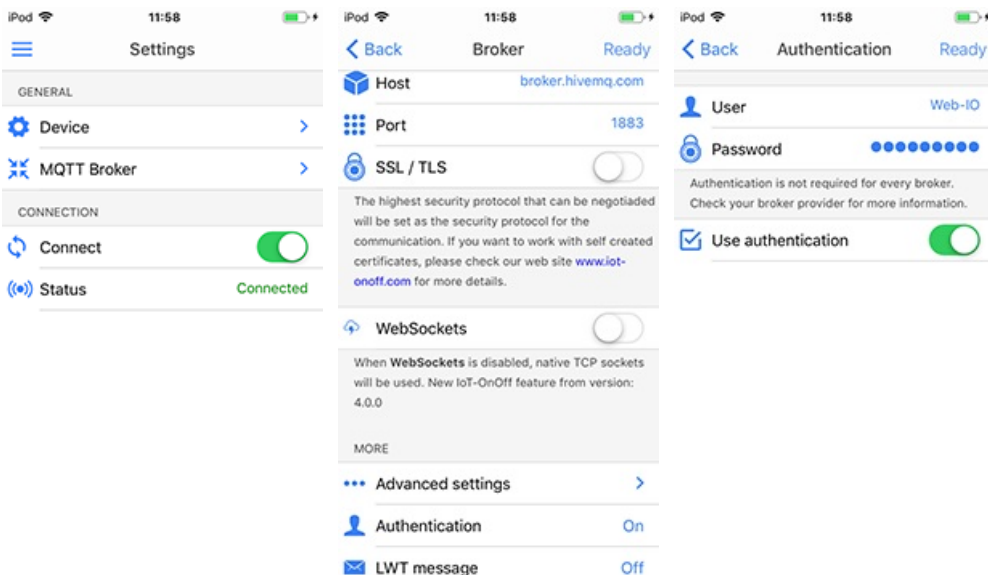 iPod 11:58
Settings
GENERAL
Device
MQTT Broker
CONNECTION
Connect
Status Connected
iPod 11:58
Back Broker Ready
Host broker.hivemq.com
Port 1883
SSL / TLS
The highest security protocol that can be negotiaded
will be set as the security protocol for the
communication. If you want to work with self created
certificates, please check our web site www.iot-
onoff.com for more details.
WebSockets
When WebSockets is disabled, native TCP sockets
will be used. New IoT-OnOff feature from version:
4.0.0
MORE
Advanced settings
Authentication On
LWT message Off
iPod 11:58
Back Authentication Ready
User Web-IO
Password
Authentication is not required for every broker.
Check your broker provider for more information.
Use authentication